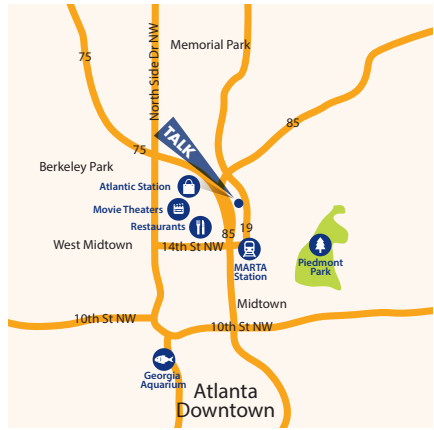 Memorial Park
North Side Dr NW
75
85
75
TALK
Berkeley Park
Atlantic Station
Movie Theaters
Restaurants
19
85
West Midtown
14th St NW
MARTA
Station
Piedmont
Park
Midtown
10th St NW
10th St NW
Georgia
Aquarium
Atlanta
Downtown